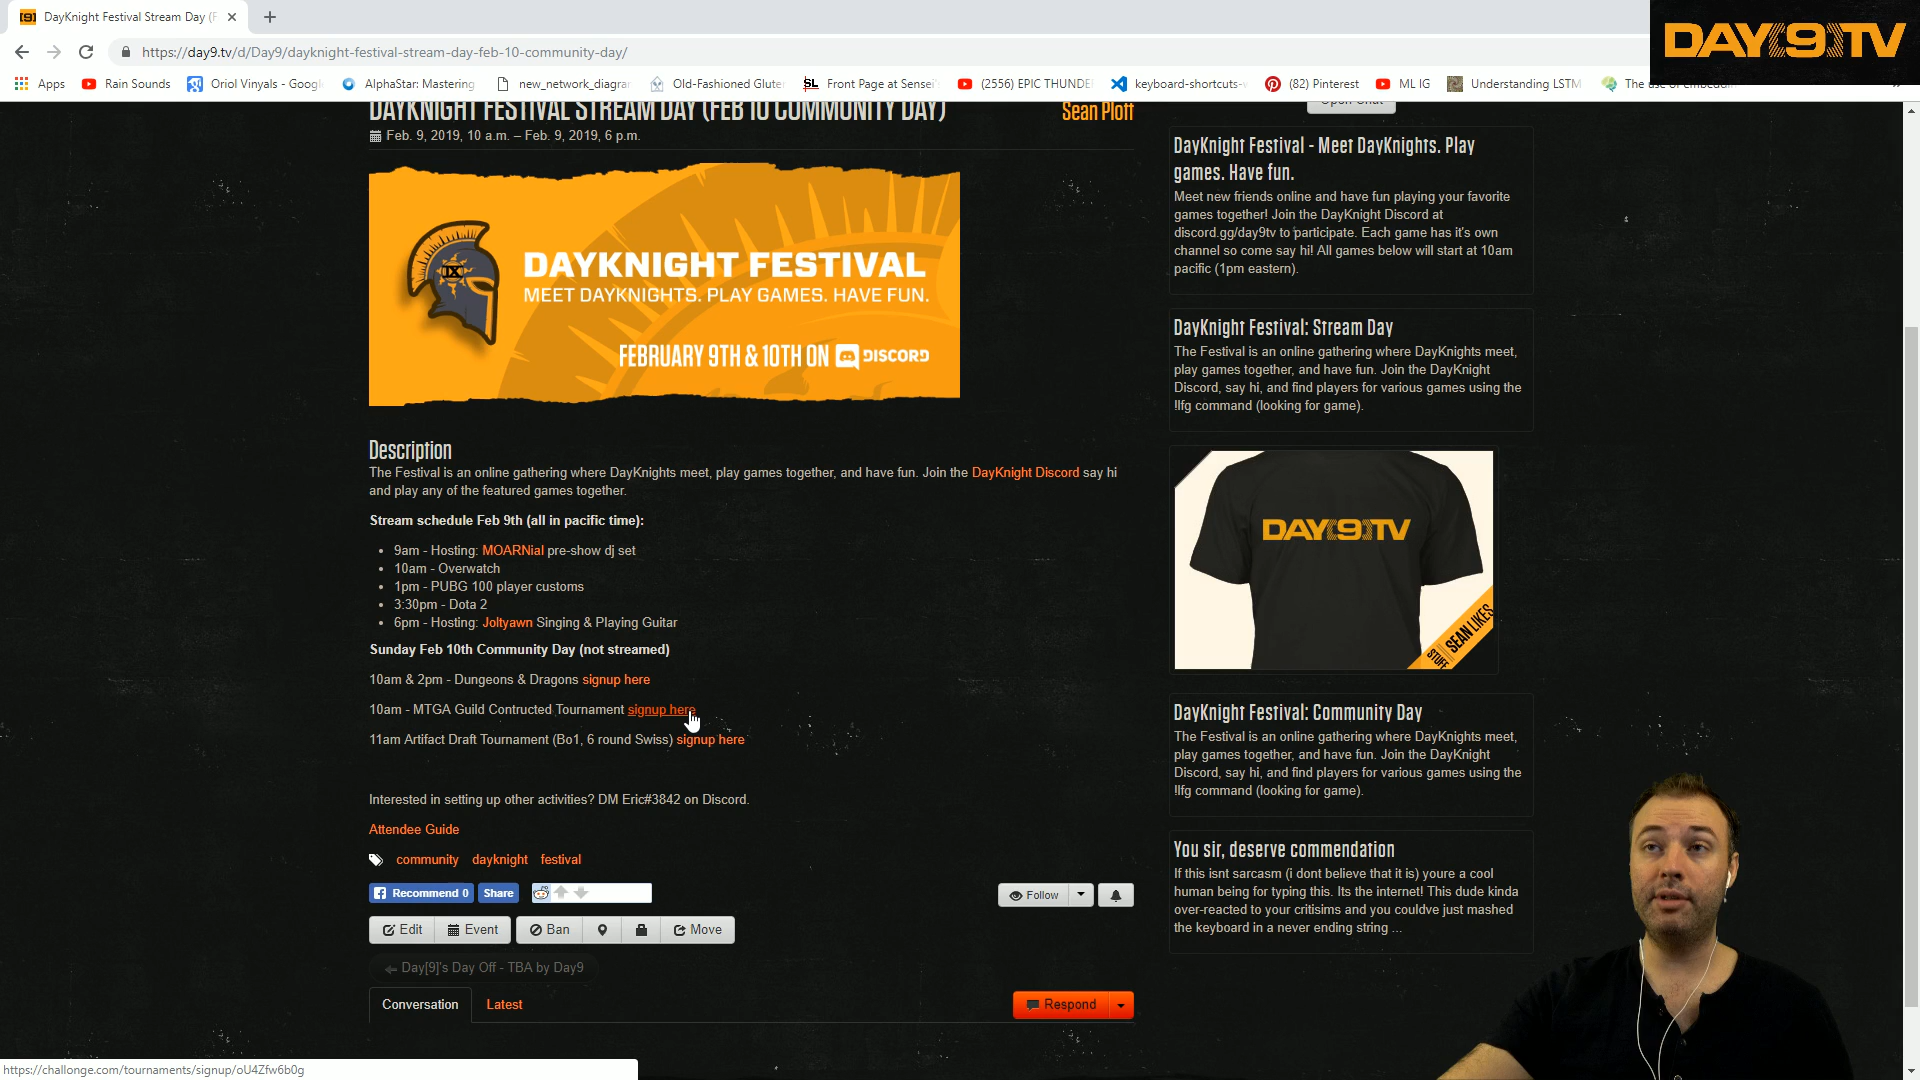 DayKnight Festival Stream Day (F
https://day9.tv/d/Day9/dayknight-festival-stream-day-feb-10-community-day/
DAY[9]TV
Apps
Rain Sounds
Oriol Vinyals - Googl
AlphaStar: Mastering
new_network_diagra
Old-Fashioned Glute
Front Page at Sensei
(2556) EPIC THUNDE
keyboard-shortcuts-
(82) Pinterest
ML IG
Understanding LSTM
DAYKNIGHT FESTIVAL STREAM DAY (FEB 10 COMMUNITY DAY)
Sean Plott
Feb. 9, 2019, 10 a.m. – Feb. 9, 2019, 6 p.m.
IX
DAYKNIGHT FESTIVAL
MEET DAYKNIGHTS. PLAY GAMES. HAVE FUN.
FEBRUARY 9TH & 10TH ON DISCORD
Description
The Festival is an online gathering where DayKnights meet, play games together, and have fun. Join the DayKnight Discord say hi
and play any of the featured games together.
Stream schedule Feb 9th (all in pacific time):
• 9am - Hosting: MOARNial pre-show dj set
• 10am - Overwatch
• 1pm - PUBG 100 player customs
• 3:30pm - Dota 2
• 6pm - Hosting: Joltyawn Singing & Playing Guitar
Sunday Feb 10th Community Day (not streamed)
10am & 2pm - Dungeons & Dragons signup here
10am - MTGA Guild Contructed Tournament signup here
11am Artifact Draft Tournament (Bo1, 6 round Swiss) signup here
Interested in setting up other activities? DM Eric#3842 on Discord.
Attendee Guide
community dayknight festival
Recommend 0
Share
Follow
Edit
Event
Ban
Move
Day[9]'s Day Off - TBA by Day9
Conversation
Latest
Respond
https://challonge.com/tournaments/signup/oU4Zfw6b0g
Open Chat
DayKnight Festival - Meet DayKnights. Play
games. Have fun.
Meet new friends online and have fun playing your favorite
games together! Join the DayKnight Discord at
discord.gg/day9tv to participate. Each game has it's own
channel so come say hi! All games below will start at 10am
pacific (1pm eastern).
DayKnight Festival: Stream Day
The Festival is an online gathering where DayKnights meet,
play games together, and have fun. Join the DayKnight
Discord, say hi, and find players for various games using the
!lfg command (looking for game).
DAY[9]TV
STUFF SEAN LIKES
DayKnight Festival: Community Day
The Festival is an online gathering where DayKnights meet,
play games together, and have fun. Join the DayKnight
Discord, say hi, and find players for various games using the
!lfg command (looking for game).
You sir, deserve commendation
If this isnt sarcasm (i dont believe that it is) youre a cool
human being for typing this. Its the internet! This dude kinda
over-reacted to your critisims and you couldve just mashed
the keyboard in a never ending string ...